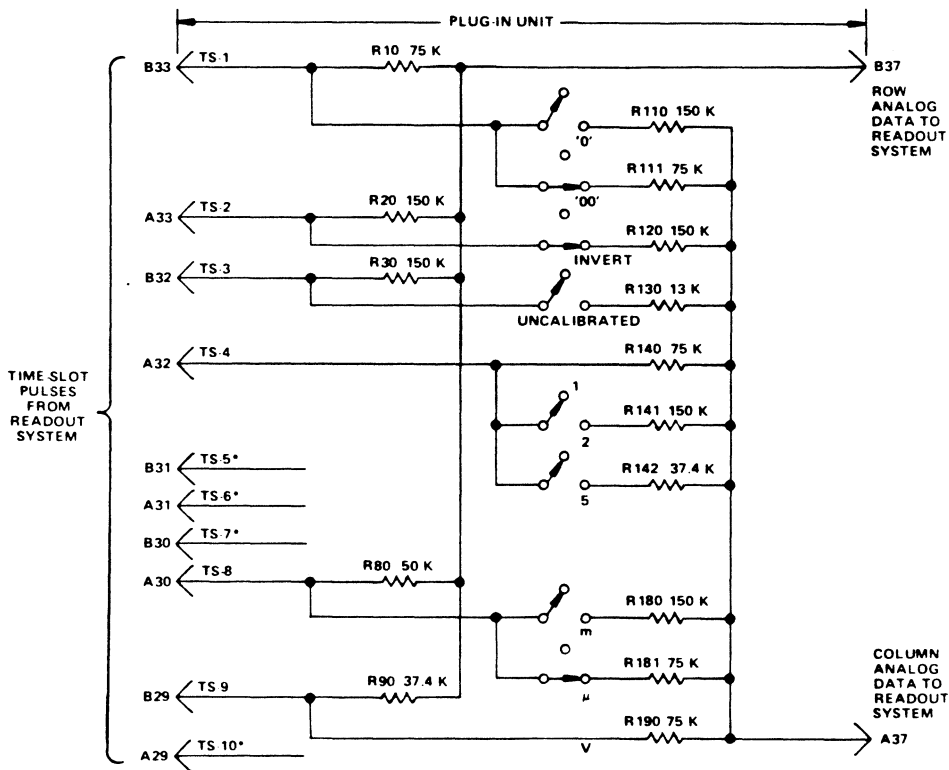 PLUG-IN UNIT
B33 TS-1
R10 75 K
B37
ROW
ANALOG
DATA TO
READOUT
SYSTEM
'0'
R110 150 K
'00'
R111 75 K
A33 TS-2
R20 150 K
INVERT
R120 150 K
B32 TS-3
R30 150 K
UNCALIBRATED
R130 13 K
A32 TS-4
R140 75 K
TIME-SLOT
PULSES
FROM
READOUT
SYSTEM
1
2
R141 150 K
B31 TS-5*
5
R142 37.4 K
A31 TS-6*
B30 TS-7*
A30 TS-8
R80 50 K
m
R180 150 K
B29 TS 9
R90 37.4 K
µ
R181 75 K
COLUMN
ANALOG
DATA TO
READOUT
SYSTEM
V
R190 75 K
A37
A29 TS-10*